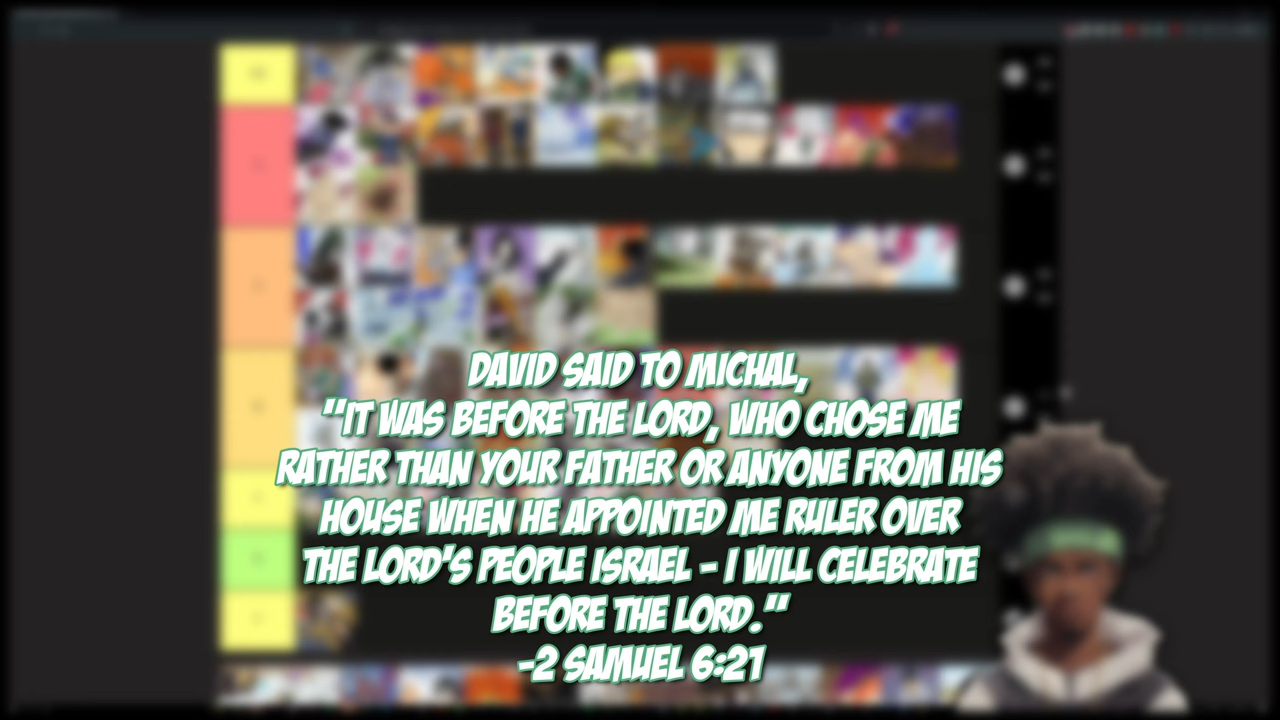 DAVID SAID TO MICHAL,
"IT WAS BEFORE THE LORD, WHO CHOSE ME
RATHER THAN YOUR FATHER OR ANYONE FROM HIS
HOUSE WHEN HE APPOINTED ME RULER OVER
THE LORD'S PEOPLE ISRAEL - I WILL CELEBRATE
BEFORE THE LORD."
-2 SAMUEL 6:21